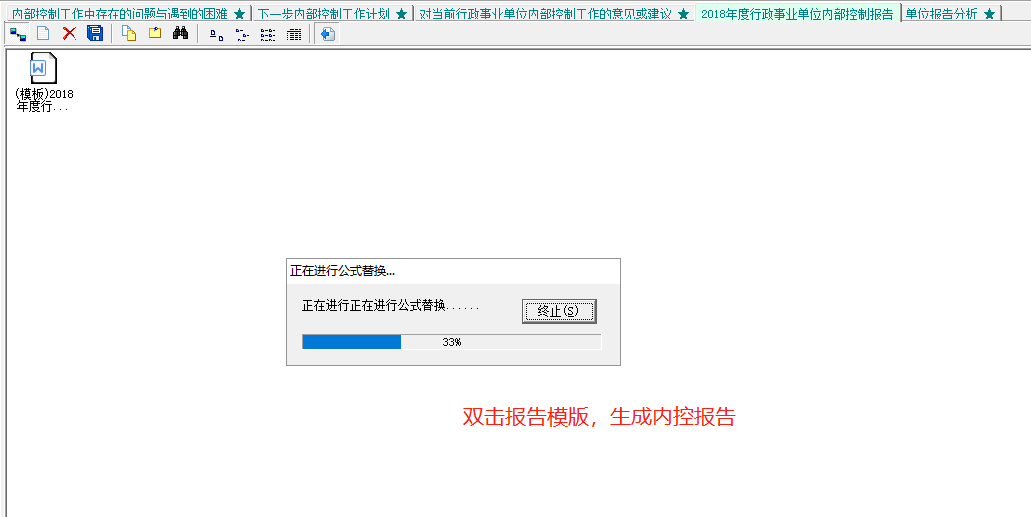 内部控制工作中存在的问题与遇到的困难 ★ 下一步内部控制工作计划 ★ 对当前行政事业单位内部控制工作的意见或建议 ★ 2018年度行政事业单位内部控制报告 单位报告分析 ★
(模板)2018
年度行...
正在进行公式替换...
正在进行正在进行公式替换......
终止(S)
33%
双击报告模版，生成内控报告